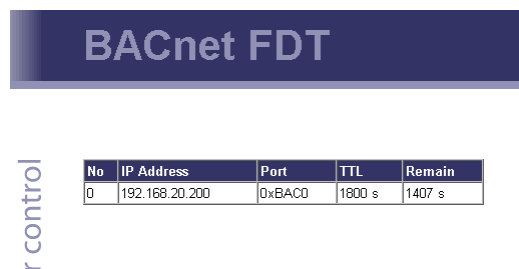 BACnet FDT
No IP Address Port TTL Remain
0 192.168.20.200 0xBAC0 1800 s 1407 s
r control